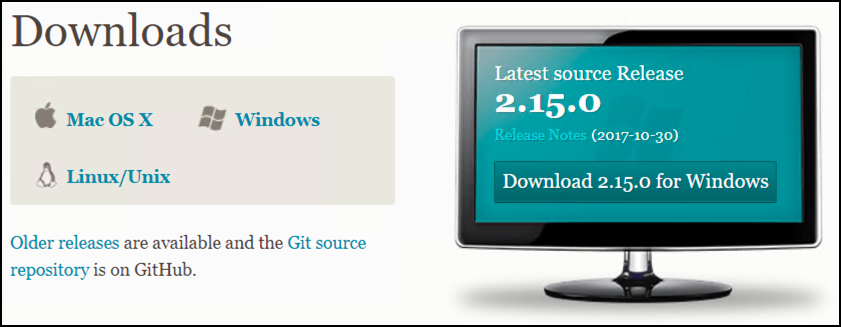 Downloads
Mac OS X
Windows
Linux/Unix
Older releases are available and the Git source
repository is on GitHub.
Latest source Release
2.15.0
Release Notes (2017-10-30)
Download 2.15.0 for Windows